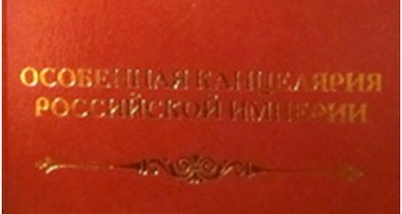 ОСОБЕННАЯ КАНЦЕЛЯРИЯ
РОССИЙСКОЙ ИМПЕРИИ